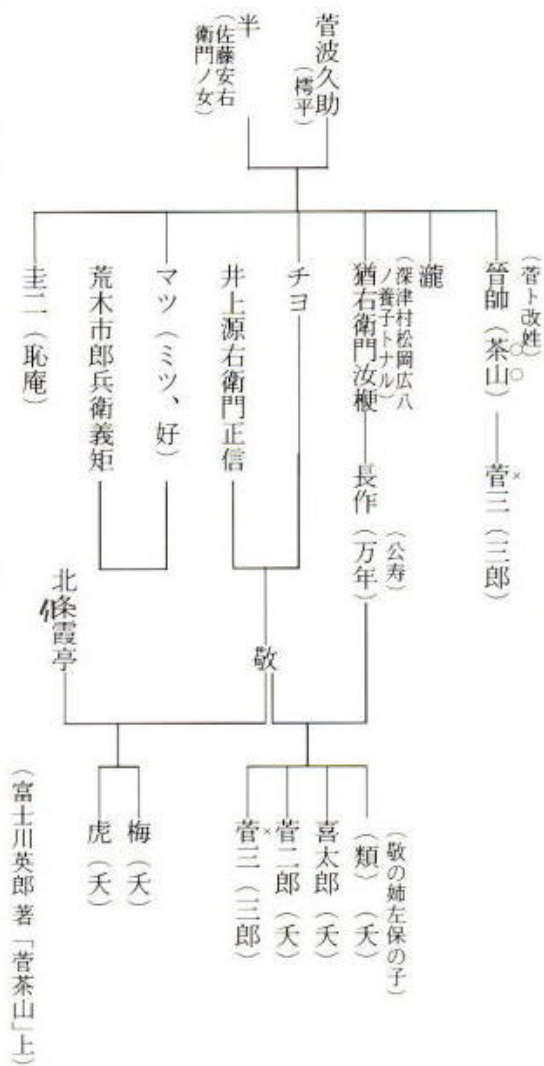 菅波久助
(樗平)
半
(佐藤安右
衛門ノ女)
(菅ト改姓)
晉帥(茶山)
○○
菅三(三郎)
×
瀧
(深津村松岡広八
ノ養子トナル)
猶右衛門汝楩
長作(万年)
(公寿)
チヨ
井上源右衛門正信
敬
マツ(ミツ、好)
荒木市郎兵衛義矩
圭二(恥庵)
北条霞亭
(敬の姉左保の子)
(類)(夭)
喜太郎(夭)
菅二郎(夭)
菅三(三郎)
×
梅(夭)
虎(夭)
(富士川英郎 著「菅茶山」上)